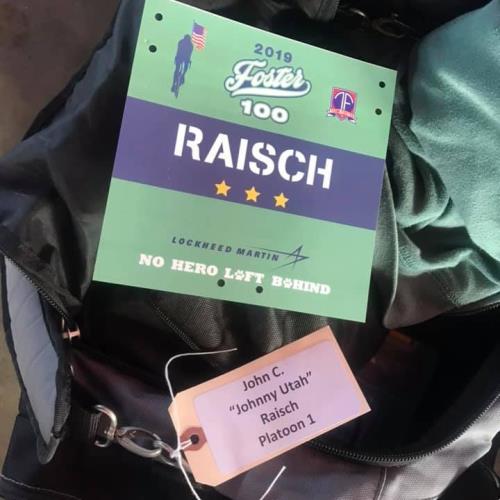 2019
Foster
100
RAISCH
LOCKHEED MARTIN
NO HERO LEFT BEHIND
John C.
"Johnny Utah"
Raisch
Platoon 1